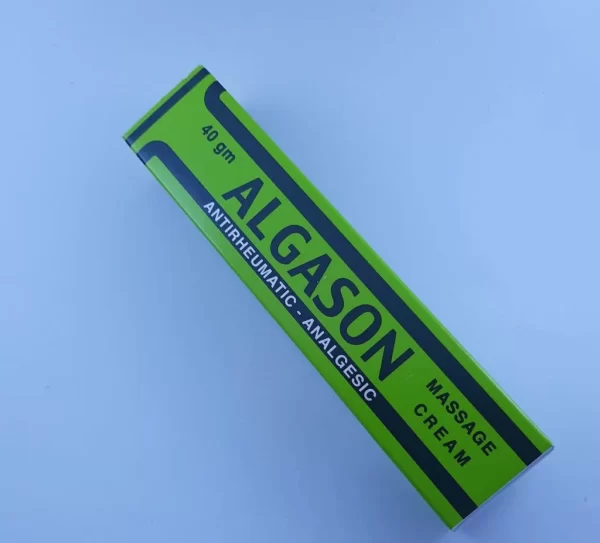 40 gm
ALGASON
ANTIRHEUMATIC - ANALGESIC
MASSAGE
CREAM